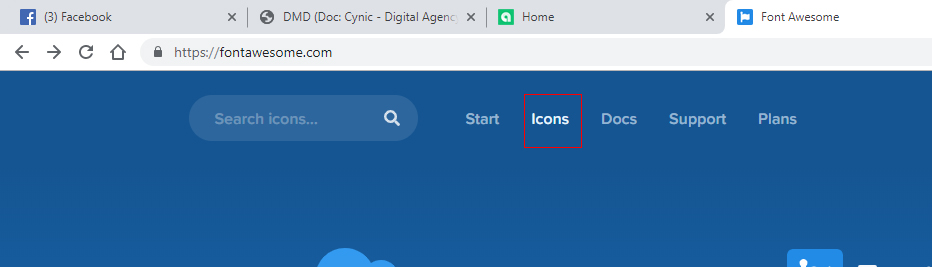 (3) Facebook
DMD (Doc: Cynic - Digital Agenc
Home
Font Awesome
https://fontawesome.com
Search icons...
Start
Icons
Docs
Support
Plans